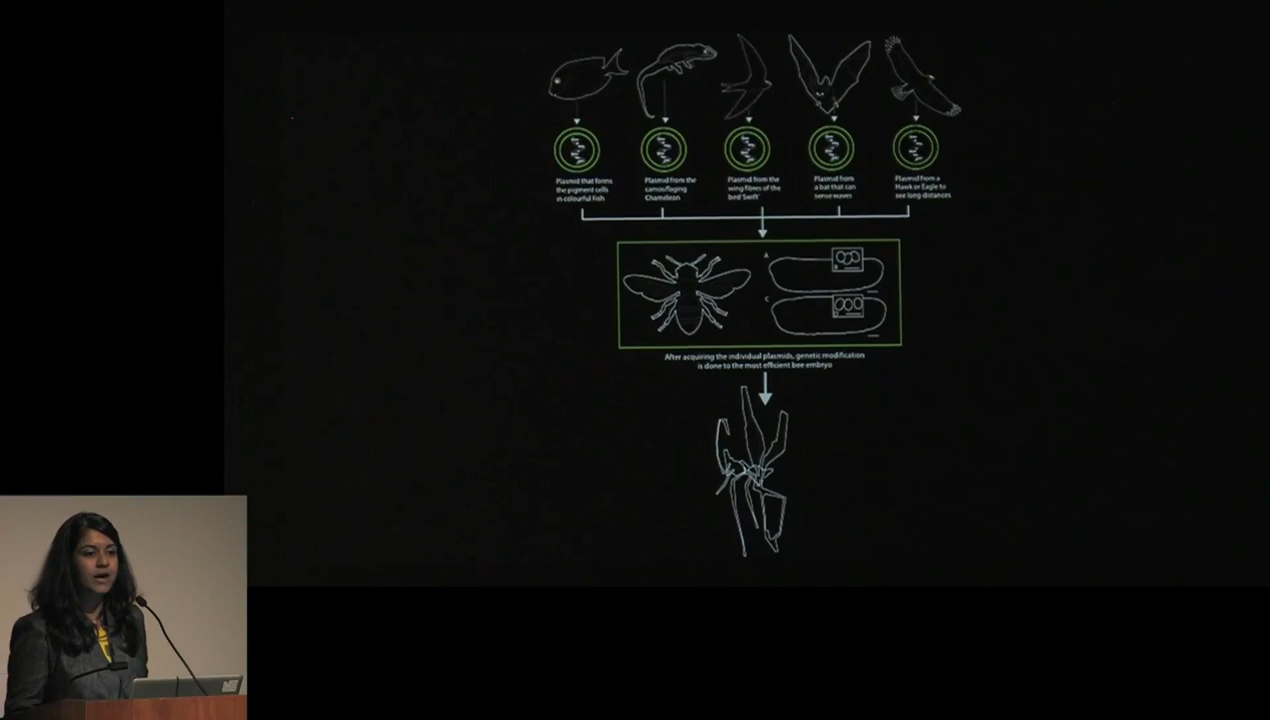 Plasmid that forms
the pigment cells
in colourful fish
Plasmid from the
camouflaging
Chameleon
Plasmid from the
wing fibres of the
bird 'Swift'
Plasmid from
a bat that can
sense waves
Plasmid from a
Hawk or Eagle to
see long distances
A
C
After acquiring the individual plasmids, genetic modification
is done to the most efficient bee embryo